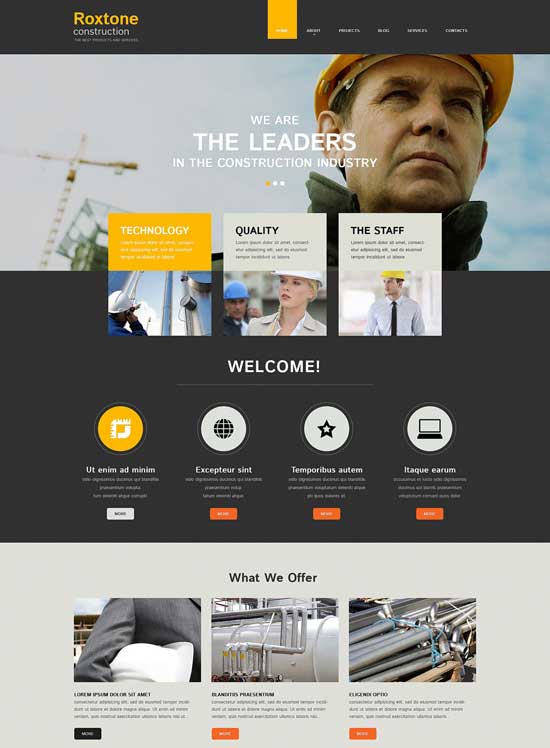 Roxtone
construction
THE BEST PRODUCTS AND SERVICES
HOME
ABOUT
PROJECTS
BLOG
SERVICES
CONTACTS
WE ARE
THE LEADERS
IN THE CONSTRUCTION INDUSTRY
TECHNOLOGY
Lorem ipsum dolor sit amet, consect-
etur adipiscing elit, sed do eiusmod
tempor incididunt ut labore
QUALITY
Lorem ipsum dolor sit amet, consect-
etur adipiscing elit, sed do eiusmod
tempor incididunt ut labore
THE STAFF
Lorem ipsum dolor sit amet, consect-
etur adipiscing elit, sed do eiusmod
tempor incididunt ut labore
WELCOME!
Ut enim ad minim
odio dignissimos ducimus qui blanditiis
praesentium volupta
tum deleniti atque corrupti.
MORE
Excepteur sint
odio dignissimos ducimus qui blanditiis
praesentium volup
tatum deleniti atque.
MORE
Temporibus autem
odio dignissimos ducimus qui blanditiis
praesentium voluptatum deleniti atque
qto quos dolores et.
MORE
Itaque earum
accusamus et iusto odio dignissimos
ducimus qui blanditi praesentium
voluptatum corrupti quos dolor.
MORE
What We Offer
LOREM IPSUM DOLOR SIT AMET
consectetur adipisicing elit, sed do eiusmod tempor incidi-
dunt ut labore et dolore magna aliqua. Ut enim ad minim
veniam, quis nostrud exercitation ullamco laboris nisi...
MORE
BLANDITIIS PRAESENTIUM
consectetur adipisicing elit, sed do eiusmod tempor incidi-
dunt ut labore et dolore magna aliqua. Ut enim ad minim
veniam, quis nostrud exercitation ullamco laboris nisi...
MORE
ELIGENDI OPTIO
consectetur adipisicing elit, sed do eiusmod tempor incidi-
dunt ut labore et dolore magna aliqua. Ut enim ad minim
veniam, quis nostrud exercitation ullamco laboris nisi...
MORE